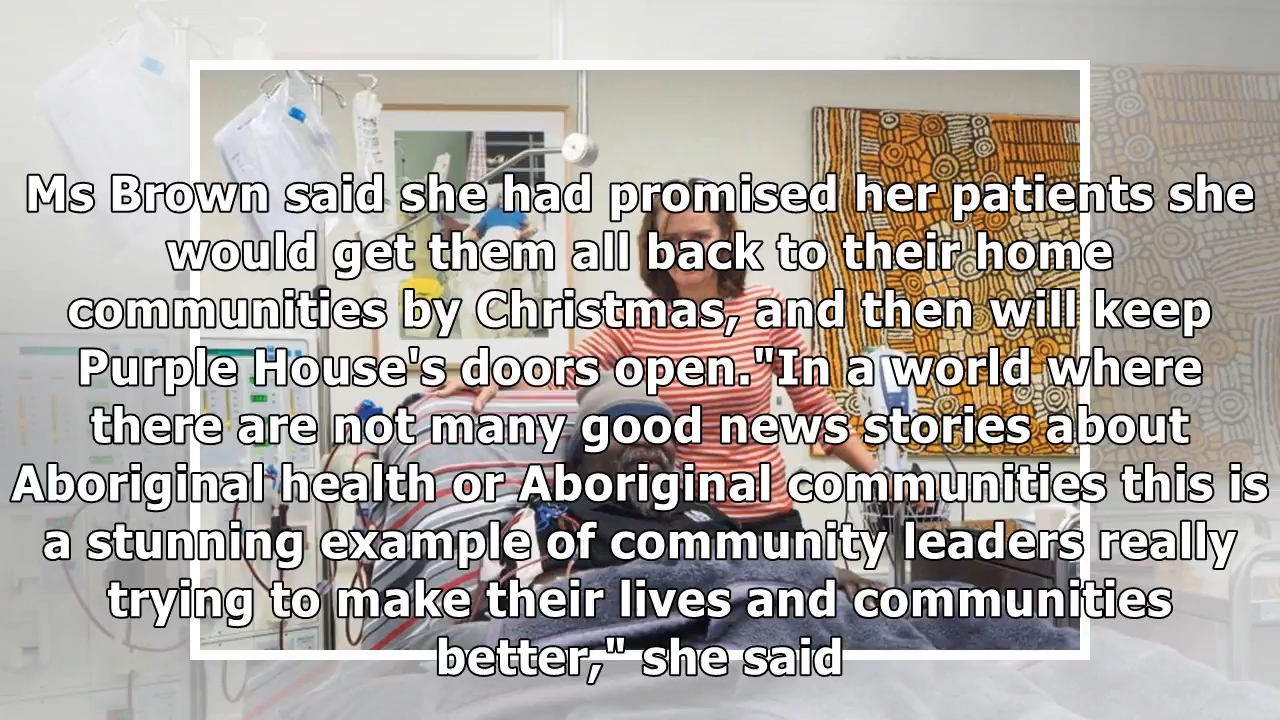 Ms Brown said she had promised her patients she
would get them all back to their home
communities by Christmas, and then will keep
Purple House's doors open."In a world where
there are not many good news stories about
Aboriginal health or Aboriginal communities this is
a stunning example of community leaders really
trying to make their lives and communities
better," she said